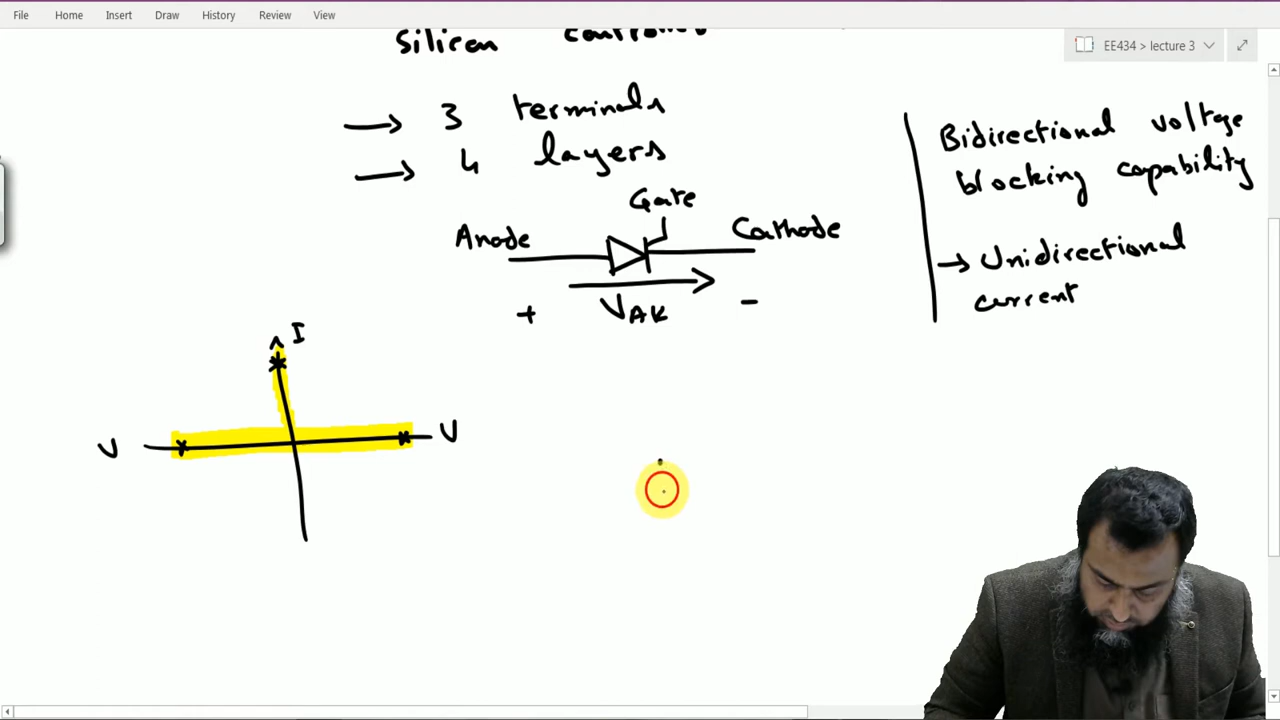 File Home Insert Draw History Review View
EE434 > lecture 3
Silicon
→ 3 terminals
→ 4 layers
Gate
Anode
Cathode
+ VAK -
Bidirectional voltage
blocking capability
→ Unidirectional
current
I
V
V